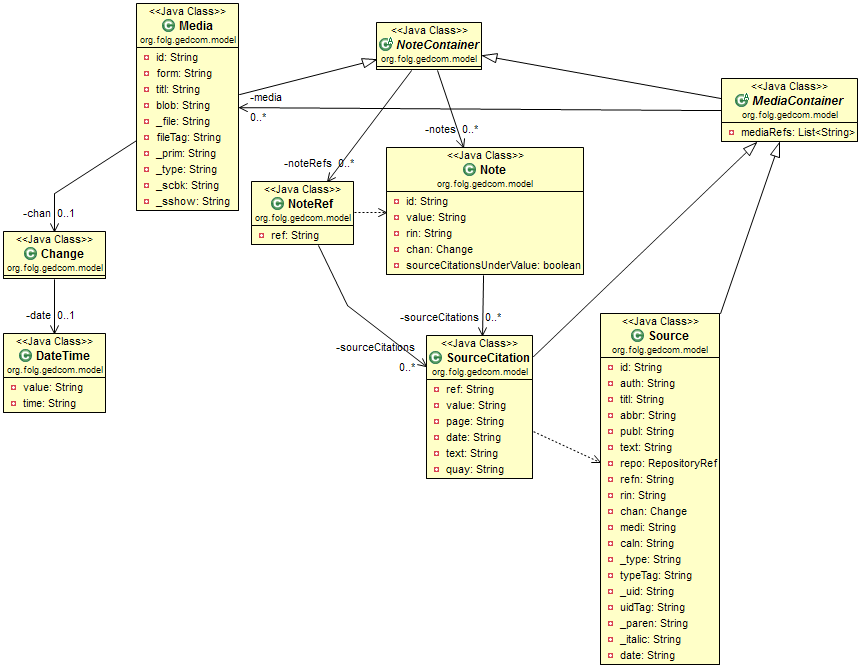 <<Java Class>>
Media
org.folg.gedcom.model
id: String
form: String
titl: String
blob: String
_file: String
fileTag: String
_prim: String
_type: String
_scbk: String
_sshow: String
<<Java Class>>
NoteContainer
org.folg.gedcom.model
<<Java Class>>
MediaContainer
org.folg.gedcom.model
mediaRefs: List<String>
-media
0..*
-notes 0..*
-noteRefs 0..*
<<Java Class>>
Note
org.folg.gedcom.model
id: String
value: String
rin: String
chan: Change
sourceCitationsUnderValue: boolean
<<Java Class>>
NoteRef
org.folg.gedcom.model
ref: String
-chan 0..1
<<Java Class>>
Change
org.folg.gedcom.model
-date 0..1
<<Java Class>>
DateTime
org.folg.gedcom.model
value: String
time: String
-sourceCitations 0..*
-sourceCitations
0..*
<<Java Class>>
SourceCitation
org.folg.gedcom.model
ref: String
value: String
page: String
date: String
text: String
quay: String
<<Java Class>>
Source
org.folg.gedcom.model
id: String
auth: String
titl: String
abbr: String
publ: String
text: String
repo: RepositoryRef
refn: String
rin: String
chan: Change
medi: String
caln: String
_type: String
typeTag: String
_uid: String
uidTag: String
_paren: String
_italic: String
date: String